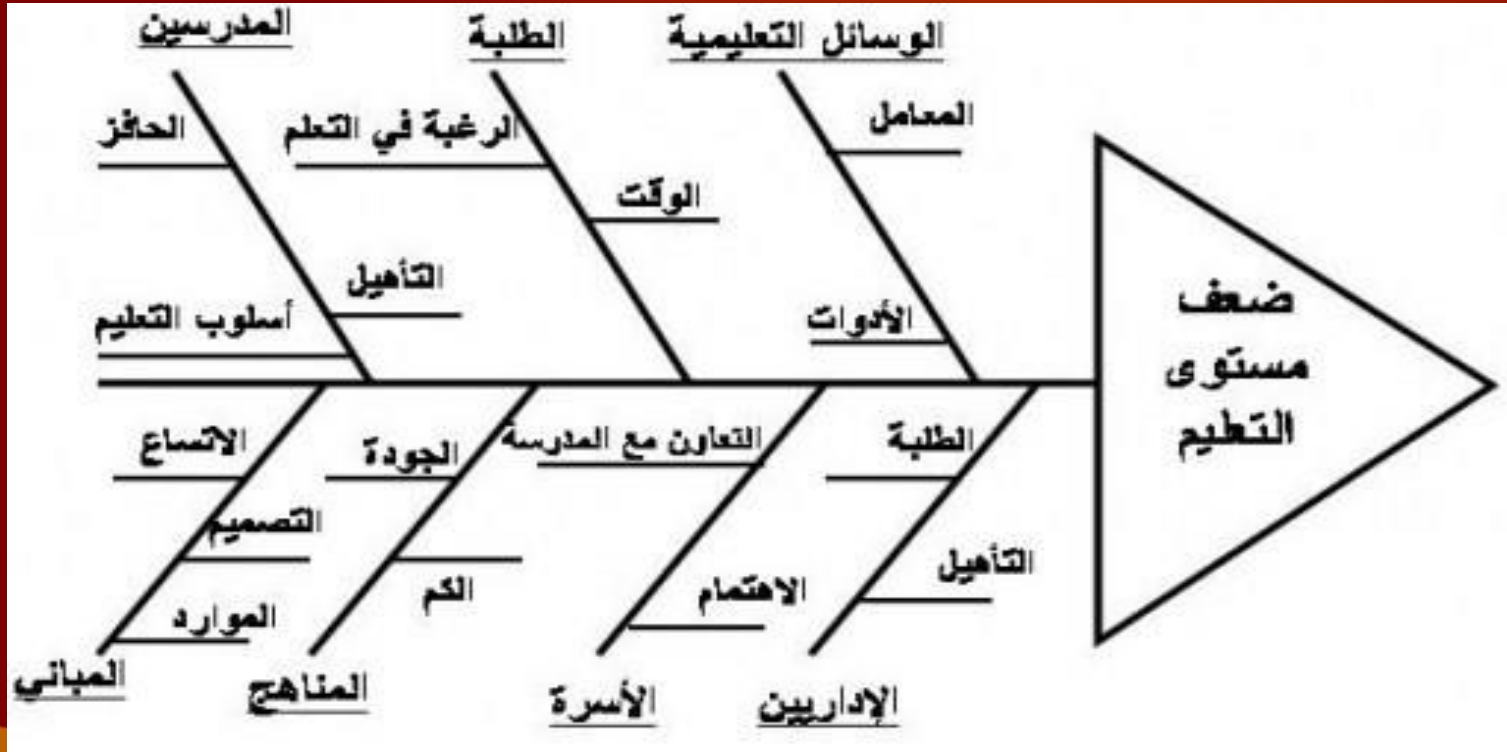 الوسائل التعليمية
المعامل
الأدوات
الطلبة
الرغبة في التعلم
الوقت
المدرسين
الحافز
التأهيل
أسلوب التعليم
ضعف
مستوى
التعليم
الطلبة
التأهيل
الإداريين
التعاون مع المدرسة
الاهتمام
الأسرة
الجودة
الكم
المناهج
الاتساع
التصميم
الموارد
المباني